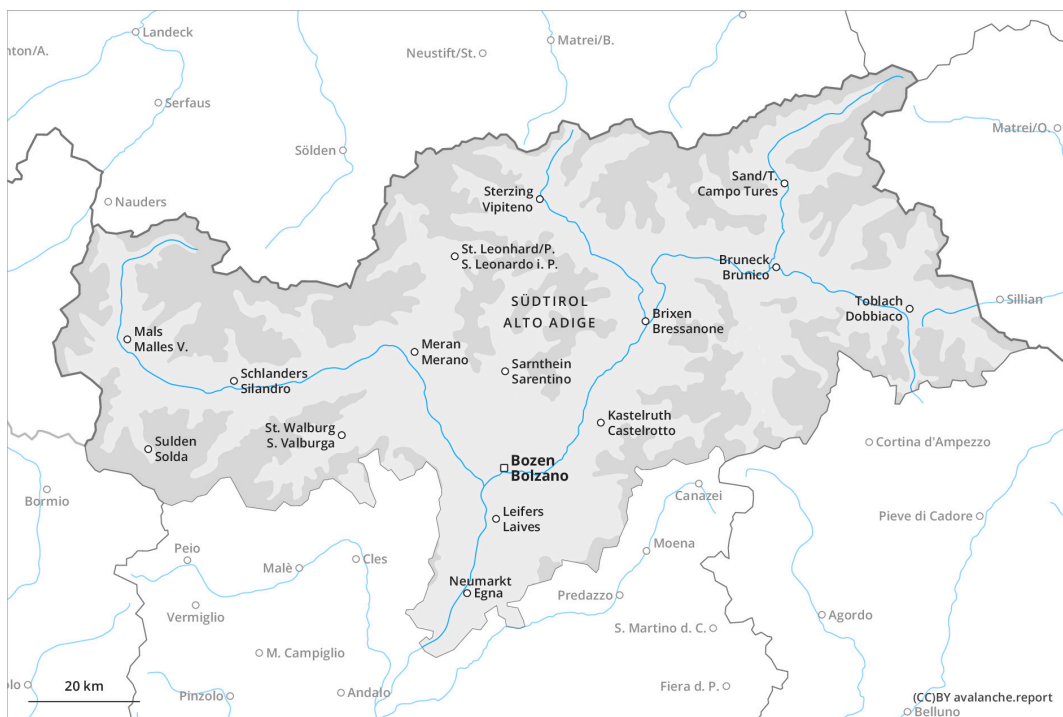 Landeck
Matrei/B.
nton/A.
Neustift/St.
Serfaus
Matrei/O.
Sölden
Sand/T.
Campo Tures
Sterzing
Vipiteno
Nauders
St. Leonhard/P.
S. Leonardo i. P.
Bruneck
Brunico
SÜDTIROL
ALTO ADIGE
Toblach
Dobbiaco
Sillian
Brixen
Bressanone
Mals
Malles V.
Meran
Merano
Sarnthein
Sarentino
Schlanders
Silandro
Kastelruth
Castelrotto
St. Walburg
S. Valburga
Sulden
Solda
Cortina d'Ampezzo
Bozen
Bolzano
Bormio
Canazei
Leifers
Laives
Pieve di Cadore
Peio
Moena
Cles
Malè
Neumarkt
Egna
Predazzo
Vermiglio
Agordo
S. Martino d. C.
M. Campiglio
olo
20 km
Pinzolo
Andalo
Fiera d. P.
(CC)BY avalanche.report
Belluno